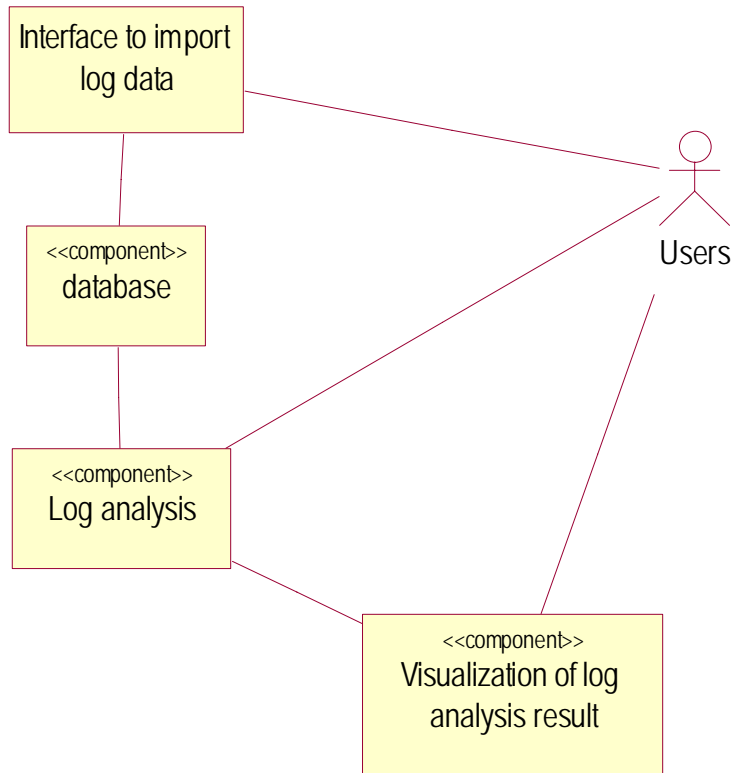 Interface to import
log data
Users
<<component>>
database
<<component>>
Log analysis
<<component>>
Visualization of log
analysis result